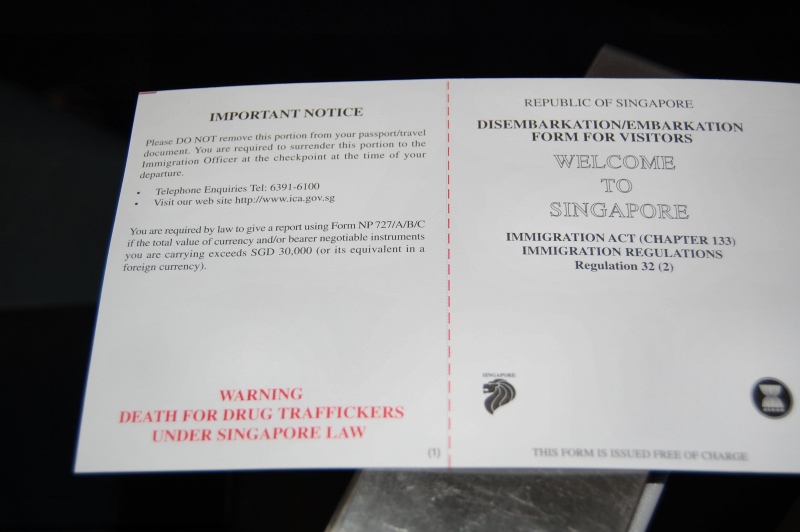 IMPORTANT NOTICE
Please DO NOT remove this portion from your passport/travel
document. You are required to surrender this portion to the
Immigration Officer at the checkpoint at the time of your
departure.
• Telephone Enquiries Tel: 6391-6100
• Visit our web site http://www.ica.gov.sg
You are required by law to give a report using Form NP 727/A/B/C
if the total value of currency and/or bearer negotiable instruments
you are carrying exceeds SGD 30,000 (or its equivalent in a
foreign currency).
WARNING
DEATH FOR DRUG TRAFFICKERS
UNDER SINGAPORE LAW
(1)
REPUBLIC OF SINGAPORE
DISEMBARKATION/EMBARKATION
FORM FOR VISITORS
WELCOME
TO
SINGAPORE
IMMIGRATION ACT (CHAPTER 133)
IMMIGRATION REGULATIONS
Regulation 32 (2)
SINGAPORE
THIS FORM IS ISSUED FREE OF CHARGE